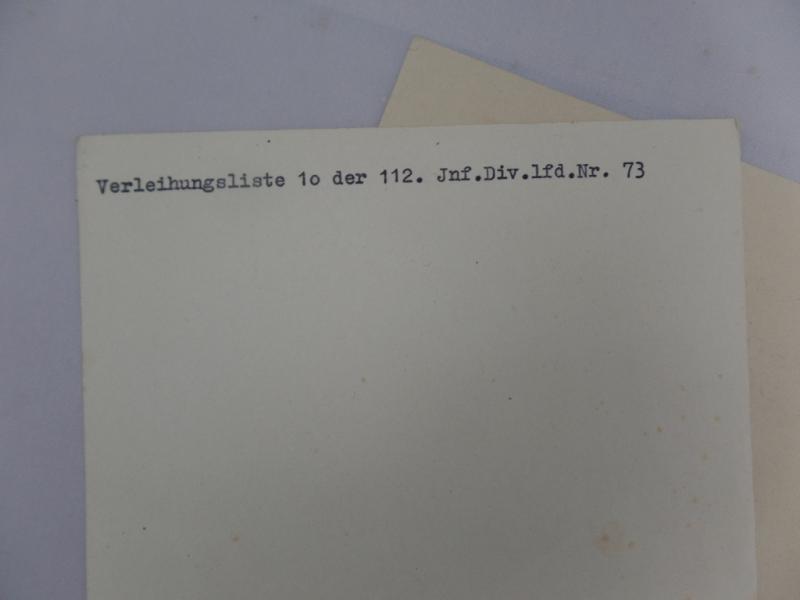 Verleihungsliste 1o der 112. Jnf.Div.lfd.Nr. 73